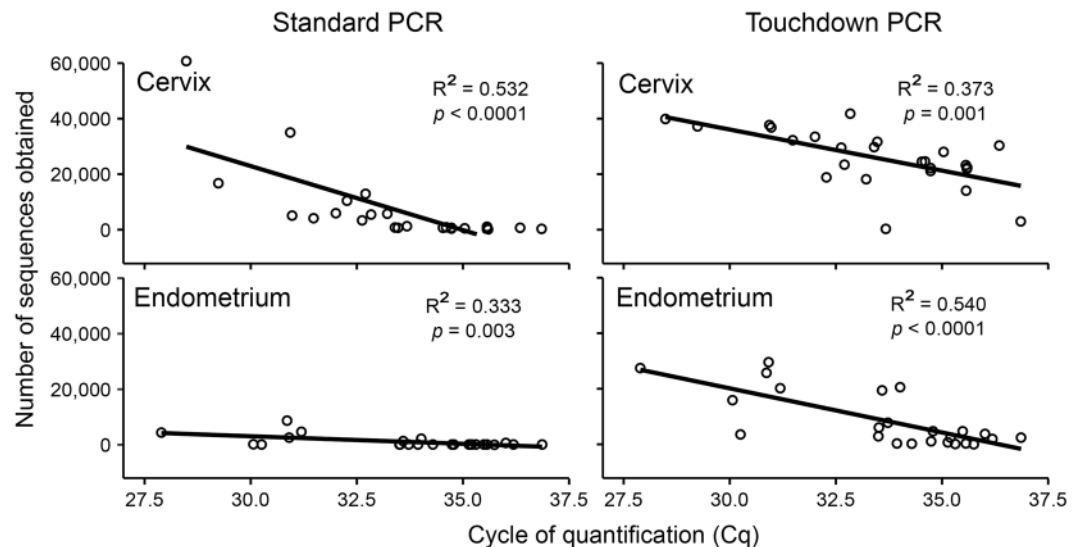 Standard PCR
Touchdown PCR
Number of sequences obtained
60,000
40,000
20,000
0
Cervix
R² = 0.532
p < 0.0001
Cervix
R² = 0.373
p = 0.001
60,000
40,000
20,000
0
Endometrium
R² = 0.333
p = 0.003
Endometrium
R² = 0.540
p < 0.0001
27.5 30.0 32.5 35.0 37.5
27.5 30.0 32.5 35.0 37.5
Cycle of quantification (Cq)